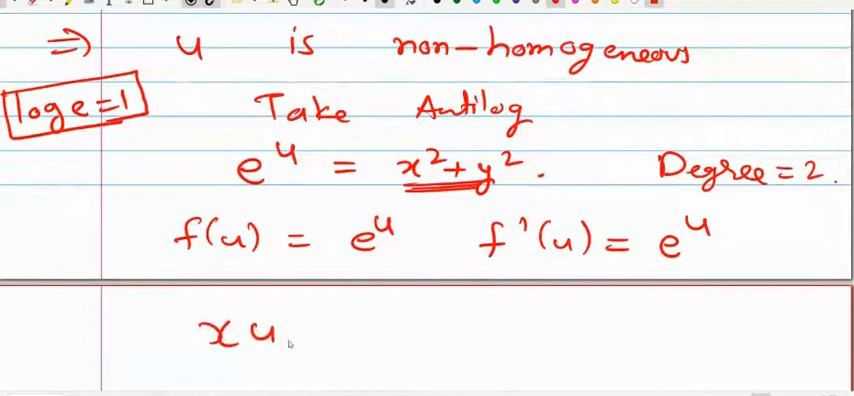 ⇒ u is non-homogeneous
log e = 1 Take Antilog
e^u = x² + y². Degree = 2.
f(u) = e^u f'(u) = e^u
x u